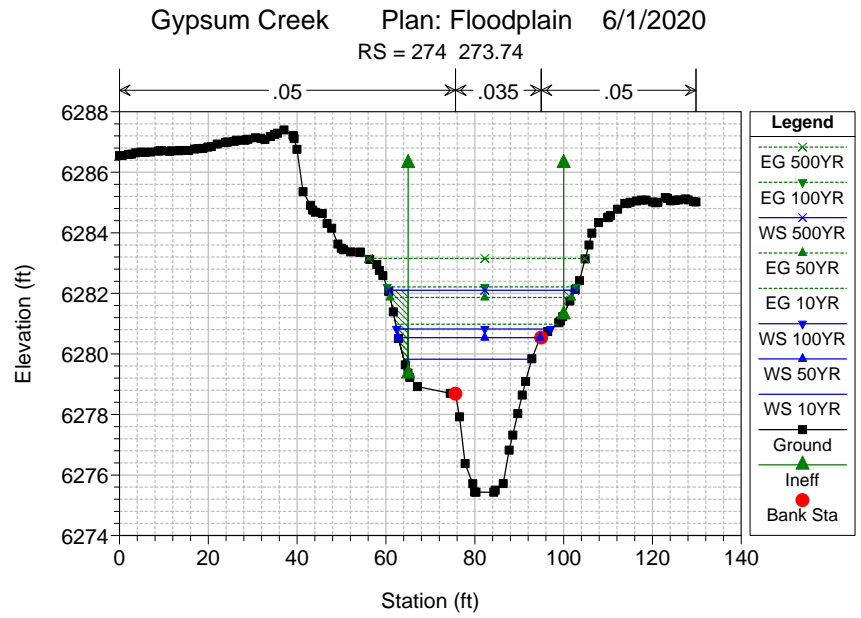 Gypsum Creek Plan: Floodplain 6/1/2020
RS = 274 273.74
.05 .035 .05
6288
6286
6284
6282
6280
6278
6276
6274
Elevation (ft)
0 20 40 60 80 100 120 140
Station (ft)
Legend
EG 500YR
EG 100YR
WS 500YR
EG 50YR
EG 10YR
WS 100YR
WS 50YR
WS 10YR
Ground
Ineff
Bank Sta